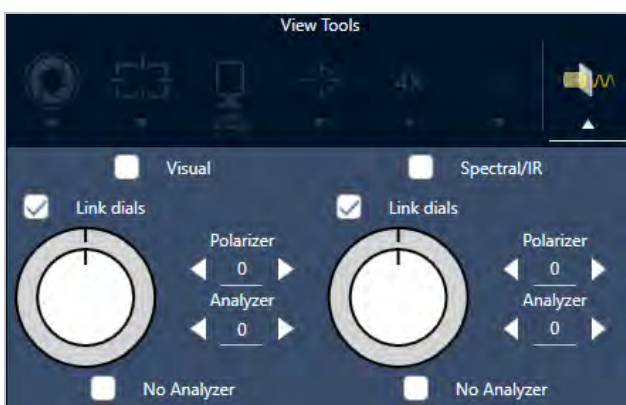 View Tools
4X
Visual
Spectral/IR
Link dials
Link dials
Polarizer
0
Analyzer
0
Polarizer
0
Analyzer
0
No Analyzer
No Analyzer